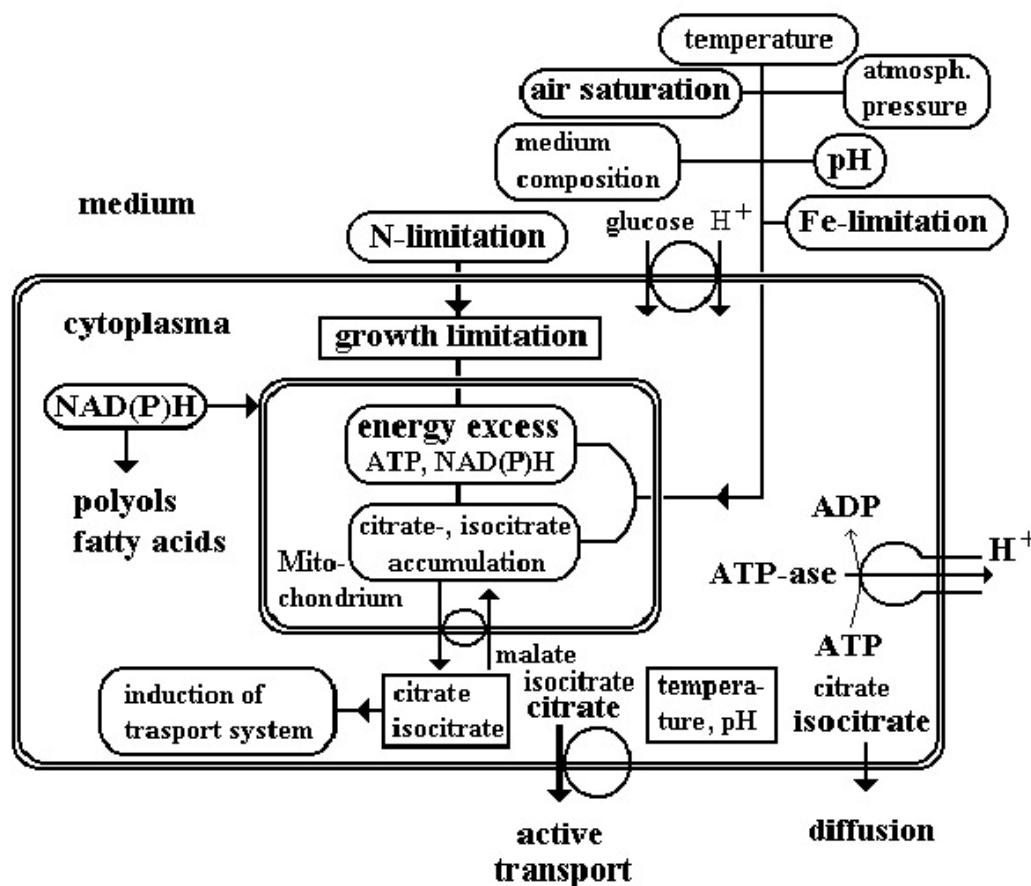 temperature
air saturation
atmosph.
pressure
medium
composition
pH
medium
glucose H+
Fe-limitation
N-limitation
cytoplasma
growth limitation
NAD(P)H
energy excess
ATP, NAD(P)H
polyols
fatty acids
citrate-, isocitrate
accumulation
Mito-
chondrium
ADP
H+
ATP-ase
ATP
malate
induction of
trasport system
citrate
isocitrate
isocitrate
citrate
tempera-
ture, pH
citrate
isocitrate
active
transport
diffusion